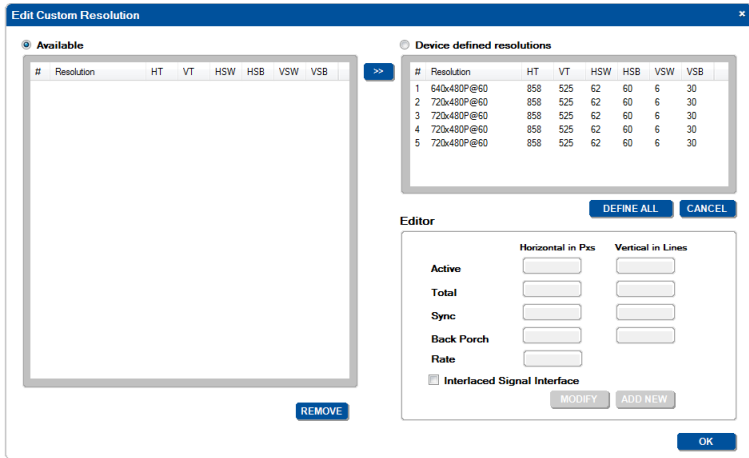 Edit Custom Resolution ×
Available
# Resolution HT VT HSW HSB VSW VSB
>>
Device defined resolutions
# Resolution HT VT HSW HSB VSW VSB
1 640x480P@60 858 525 62 60 6 30
2 720x480P@60 858 525 62 60 6 30
3 720x480P@60 858 525 62 60 6 30
4 720x480P@60 858 525 62 60 6 30
5 720x480P@60 858 525 62 60 6 30
DEFINE ALL CANCEL
Editor
Horizontal in Pxs Vertical in Lines
Active
Total
Sync
Back Porch
Rate
Interlaced Signal Interface
MODIFY ADD NEW
REMOVE
OK